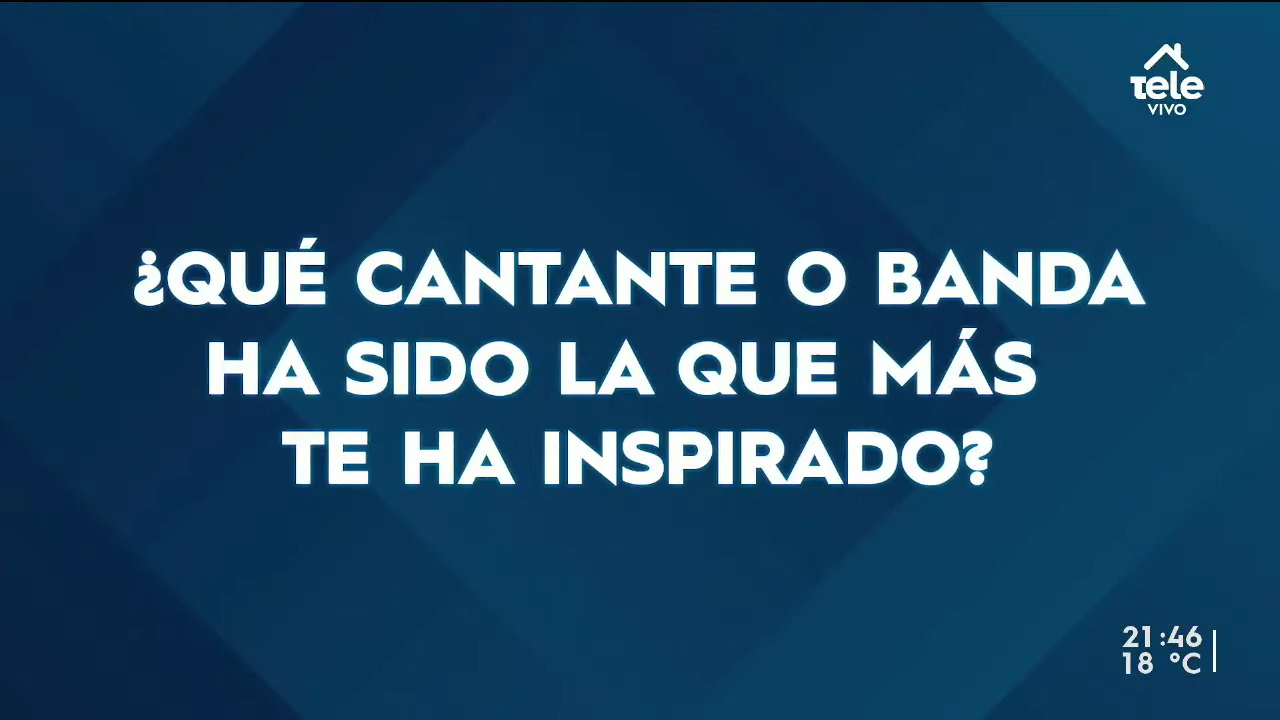 tele
VIVO
¿QUÉ CANTANTE O BANDA
HA SIDO LA QUE MÁS
TE HA INSPIRADO?
21:46
18 °C